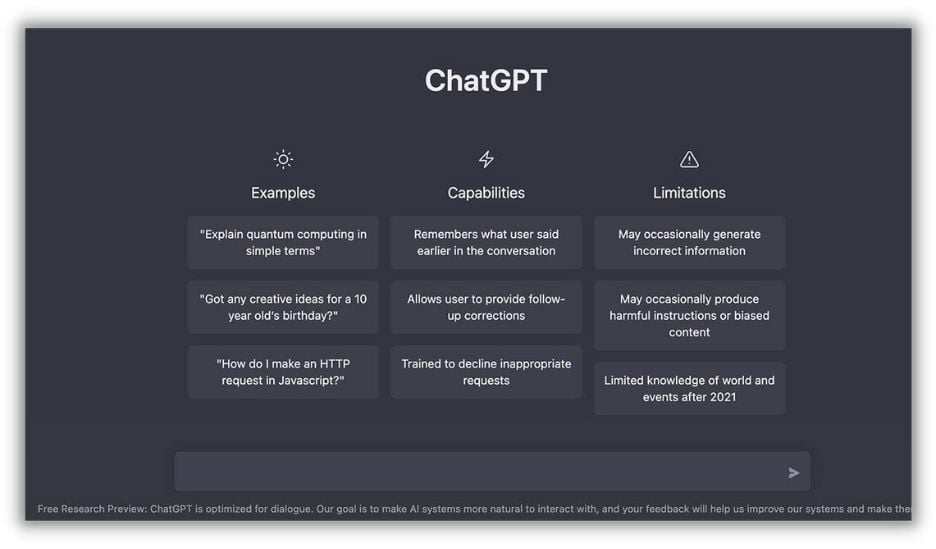 ChatGPT
Examples
"Explain quantum computing in
simple terms"
"Got any creative ideas for a 10
year old's birthday?"
"How do I make an HTTP
request in Javascript?"
Capabilities
Remembers what user said
earlier in the conversation
Allows user to provide follow-
up corrections
Trained to decline inappropriate
requests
Limitations
May occasionally generate
incorrect information
May occasionally produce
harmful instructions or biased
content
Limited knowledge of world and
events after 2021
Free Research Preview: ChatGPT is optimized for dialogue. Our goal is to make AI systems more natural to interact with, and your feedback will help us improve our systems and make